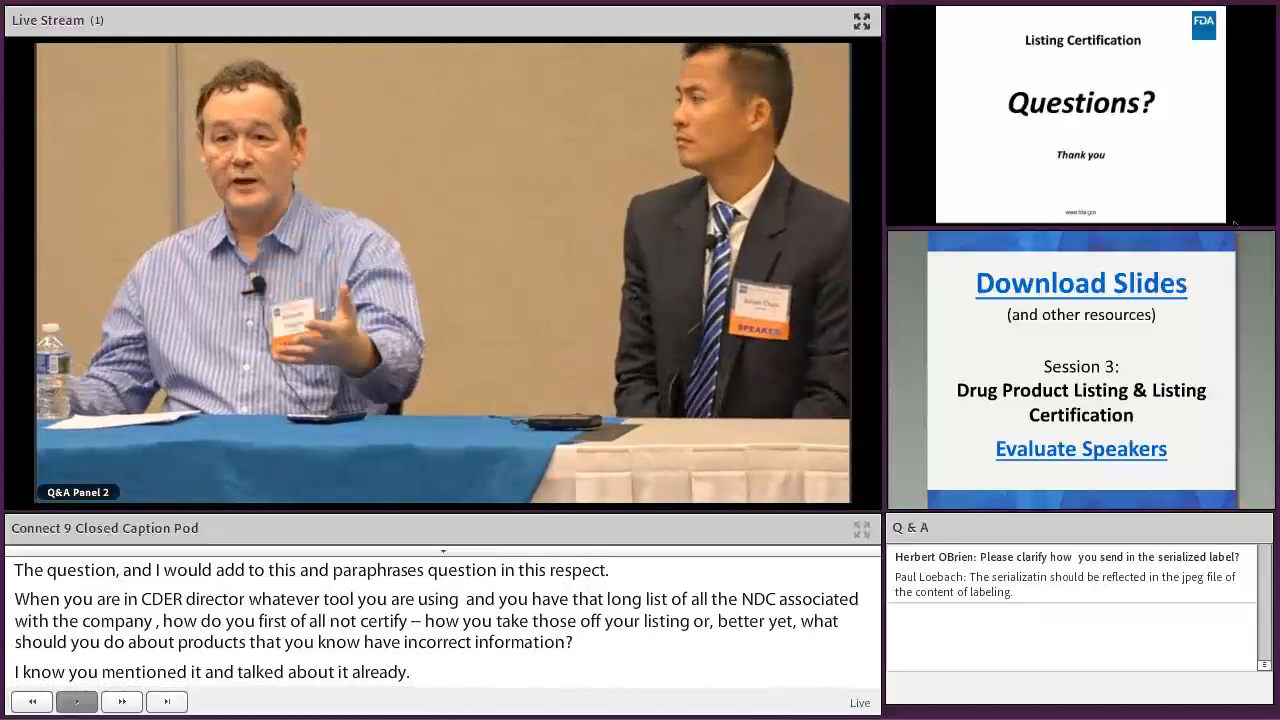 Live Stream (1)
Q&A Panel 2
SPEAKER
FDA
Listing Certification
Questions?
Thank you
www.fda.gov
Download Slides
(and other resources)
Session 3:
Drug Product Listing & Listing
Certification
Evaluate Speakers
Connect 9 Closed Caption Pod
The question, and I would add to this and paraphrases question in this respect.
When you are in CDER director whatever tool you are using and you have that long list of all the NDC associated
with the company , how do you first of all not certify -- how you take those off your listing or, better yet, what
should you do about products that you know have incorrect information?
I know you mentioned it and talked about it already.
Live
Q & A
Herbert OBrien: Please clarify how you send in the serialized label?
Paul Loebach: The serializatin should be reflected in the jpeg file of
the content of labeling.